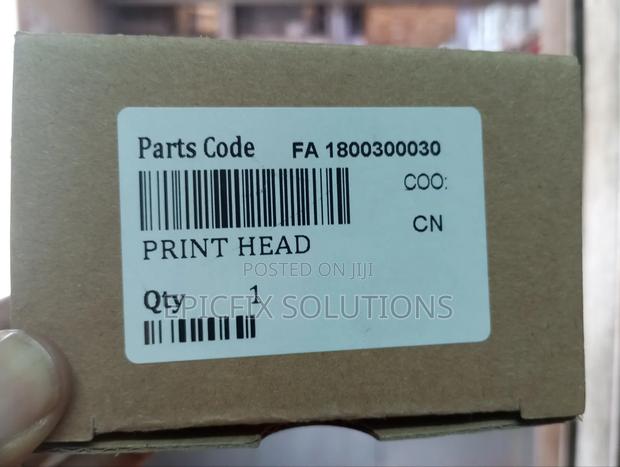 Parts Code FA 1800300030
COO:
CN
PRINT HEAD
POSTED ON JIJI
Qty 1
EPICFIX SOLUTIONS